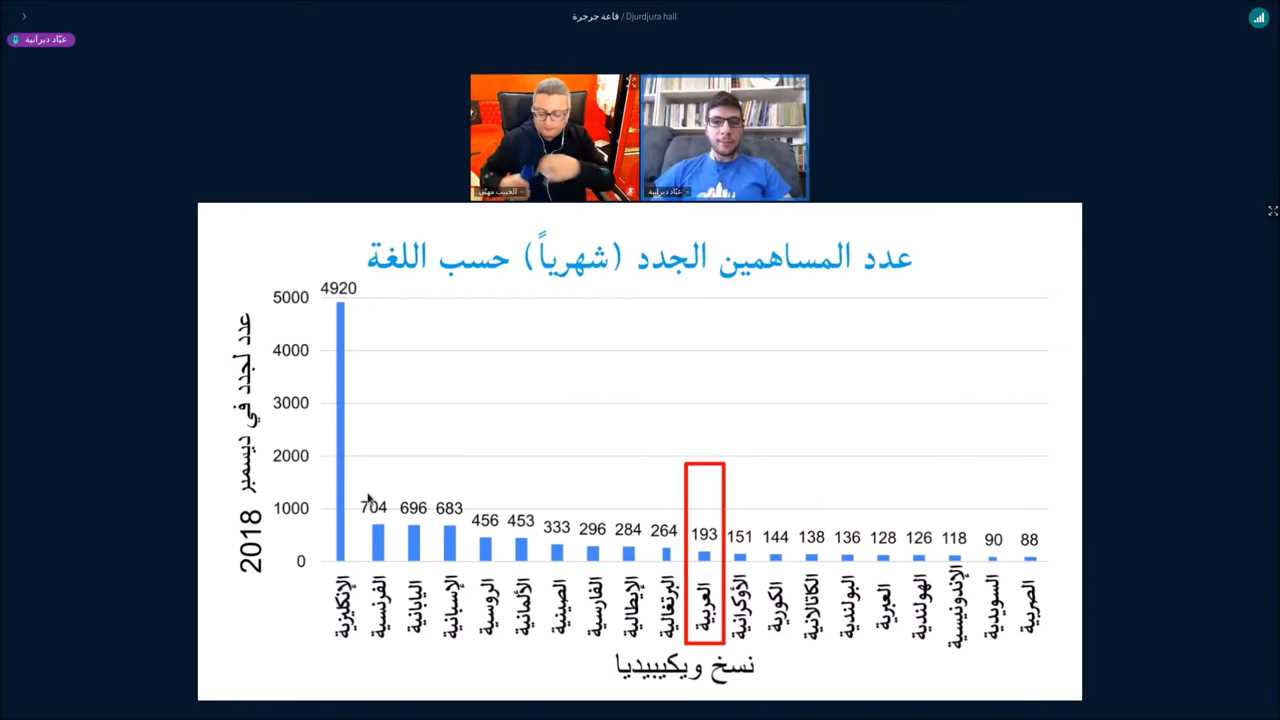 قاعة جرجرة / Djurdjura hall
عبّاد ديرانية
الحبيب مهنّي
عبّاد ديرانية
عدد المساهمين الجدد (شهرياً) حسب اللغة
عدد لجدد في ديسمبر 2018
5000
4000
3000
2000
1000
0
4920
704
696
683
456
453
333
296
284
264
193
151
144
138
136
128
126
118
90
88
الإنكليزية
الفرنسية
اليابانية
الإسبانية
الروسية
الألمانية
الصينية
الفارسية
الإيطالية
البرتغالية
العربية
الأوكرانية
الكورية
الكاتالانية
البولندية
العبرية
الهولندية
الإندونيسية
السويدية
الصربية
نسخ ويكيبيديا